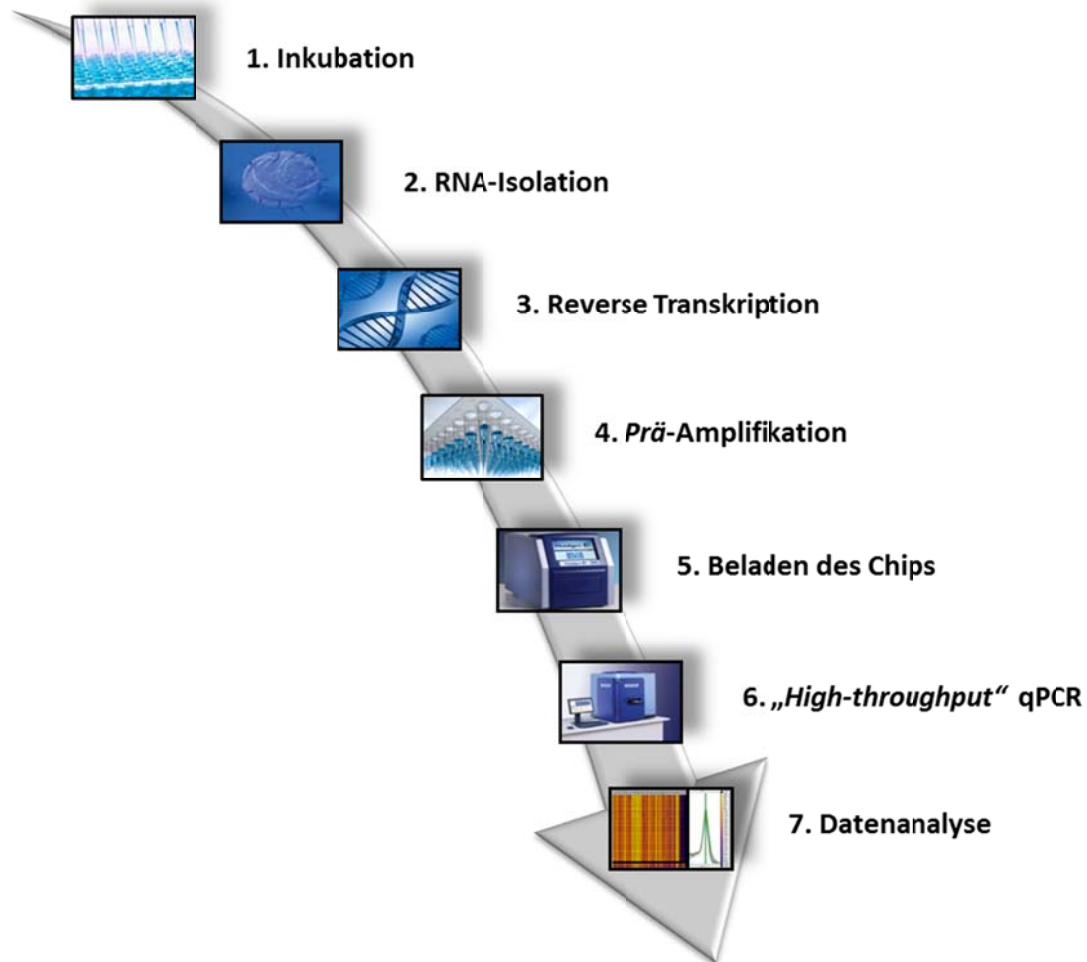 1. Inkubation
2. RNA-Isolation
3. Reverse Transkription
4. Prä-Amplifikation
5. Beladen des Chips
6. „High-throughput“ qPCR
7. Datenanalyse